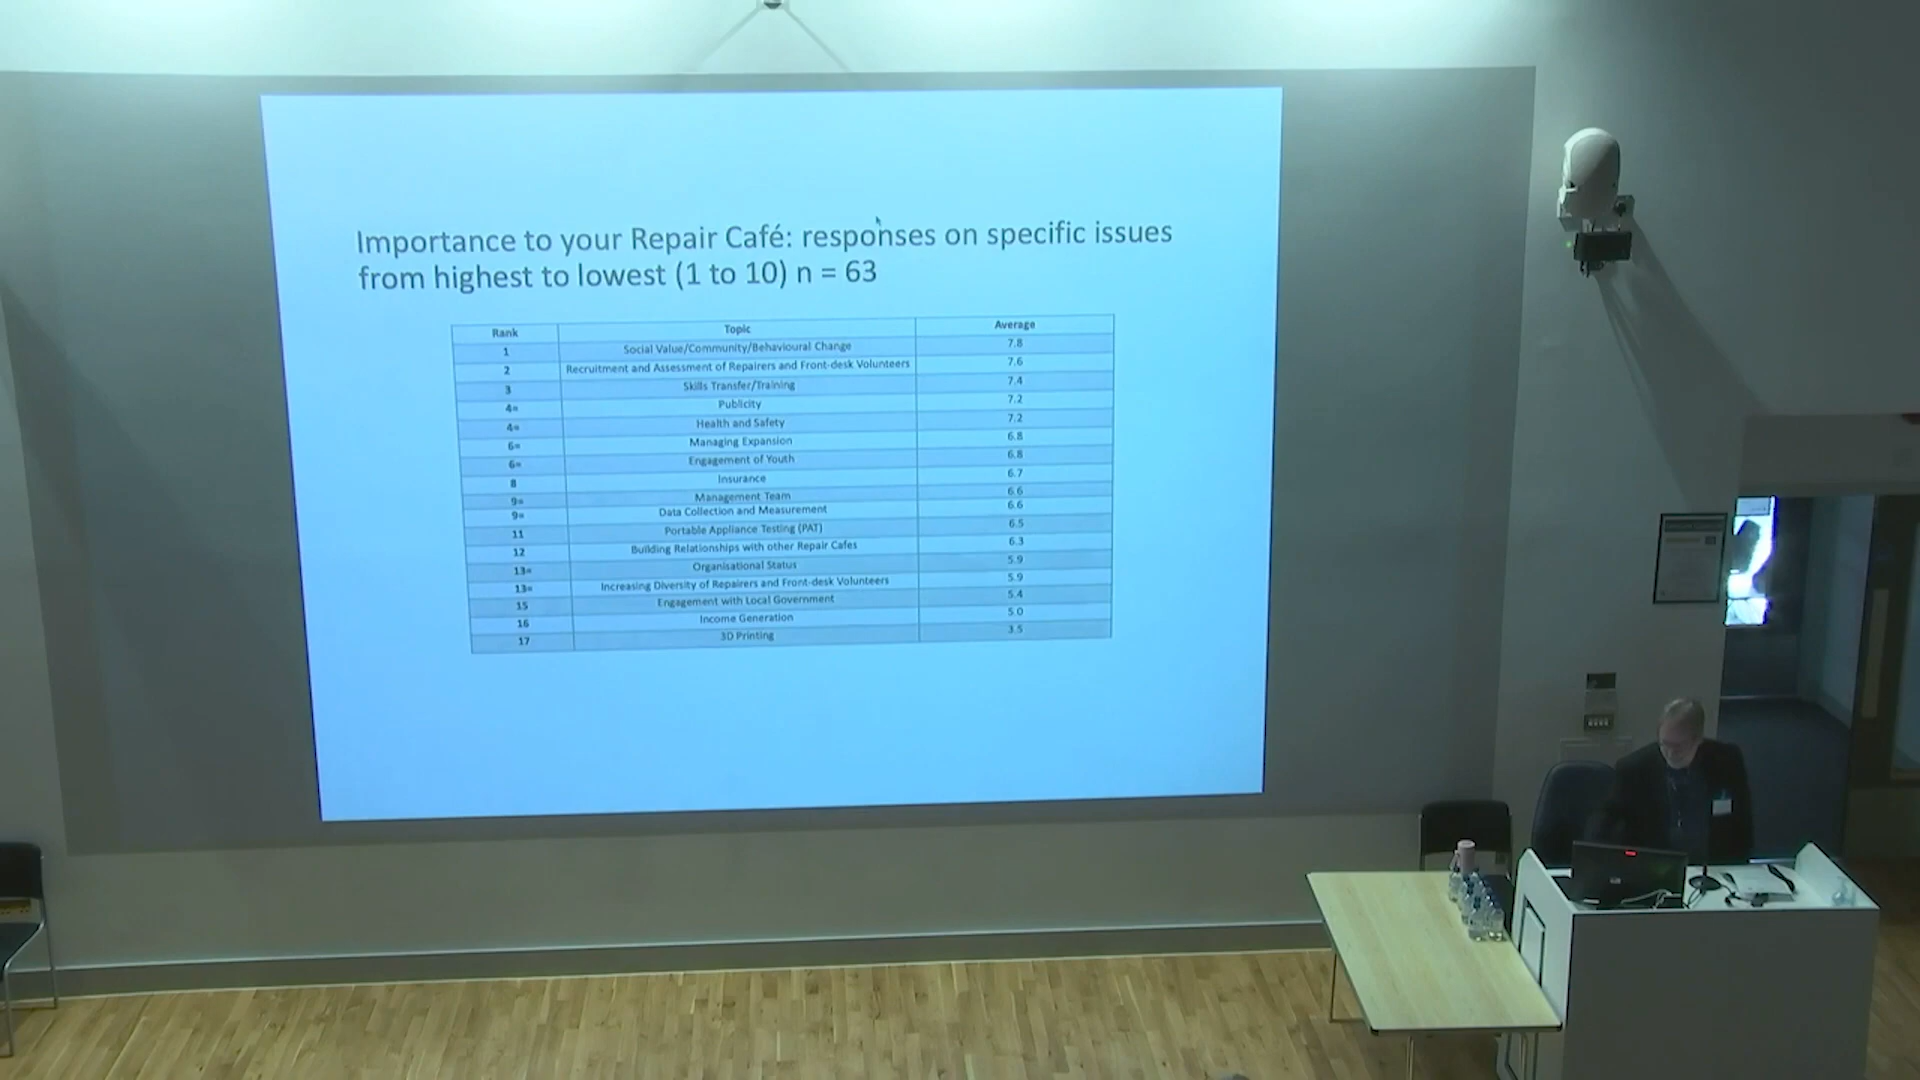 Importance to your Repair Café: responses on specific issues
from highest to lowest (1 to 10) n = 63
Rank Topic Average
1 Social Value/Community/Behavioural Change 7.8
2 Recruitment and Assessment of Repairers and Front-desk Volunteers 7.6
3 Skills Transfer/Training 7.4
4= Publicity 7.2
4= Health and Safety 7.2
6= Managing Expansion 6.8
6= Engagement of Youth 6.8
8 Insurance 6.7
9= Management Team 6.6
9= Data Collection and Measurement 6.6
11 Portable Appliance Testing (PAT) 6.5
12 Building Relationships with other Repair Cafes 6.3
13= Organisational Status 5.9
13= Increasing Diversity of Repairers and Front-desk Volunteers 5.9
15 Engagement with Local Government 5.4
16 Income Generation 5.0
17 3D Printing 3.5